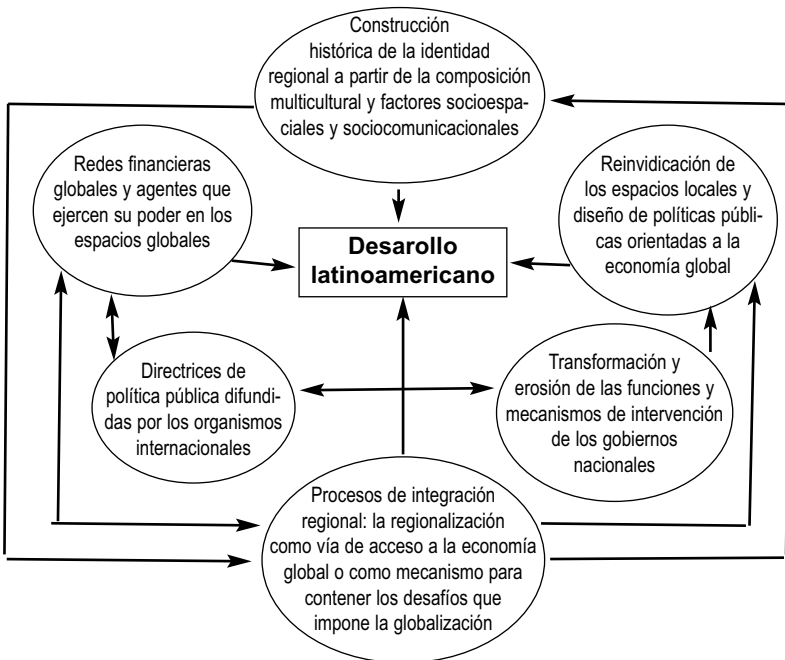 Construcción
histórica de la identidad
regional a partir de la composición
multicultural y factores socioespa-
ciales y sociocomunicacionales
Redes financieras
globales y agentes que
ejercen su poder en los
espacios globales
Reinvidicación de
los espacios locales y
diseño de políticas públi-
cas orientadas a la
economía global
Desarollo
latinoamericano
Directrices de
política pública difundi-
das por los organismos
internacionales
Transformación y
erosión de las funciones y
mecanismos de intervención
de los gobiernos
nacionales
Procesos de integración
regional: la regionalización
como vía de acceso a la economía
global o como mecanismo para
contener los desafíos que
impone la globalización